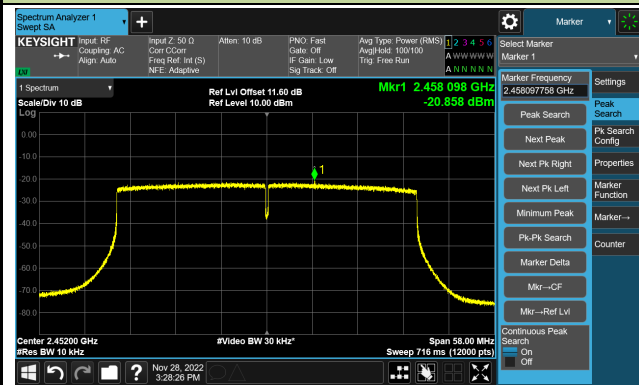 Spectrum Analyzer 1
Swept SA
+
Marker
KEYSIGHT
Input: RF
Coupling: AC
Align: Auto
Input Z: 50 Ω
Corr CCorr
Freq Ref: Int (S)
NFE: Adaptive
Atten: 10 dB
PNO: Fast
Gate: Off
IF Gain: Low
Sig Track: Off
Avg Type: Power (RMS)
Avg|Hold: 100/100
Trig: Free Run
1 2 3 4 5 6
A W W W W W
A N N N N N
LXI
Select Marker
Marker 1
1 Spectrum
Scale/Div 10 dB
Log
Ref Lvl Offset 11.60 dB
Ref Level 10.00 dBm
Mkr1 2.458 098 GHz
-20.858 dBm
0.00
-10.0
-20.0
-30.0
-40.0
-50.0
-60.0
-70.0
-80.0
1
Center 2.45200 GHz
#Res BW 10 kHz
#Video BW 30 kHz*
Span 58.00 MHz
Sweep 716 ms (12000 pts)
Marker Frequency
2.458097758 GHz
Peak Search
Next Peak
Next Pk Right
Next Pk Left
Minimum Peak
Pk-Pk Search
Marker Delta
Mkr→CF
Mkr→Ref Lvl
Continuous Peak
Search
On
Off
Settings
Peak
Search
Pk Search
Config
Properties
Marker
Function
Marker→
Counter
?
Nov 28, 2022
3:28:26 PM